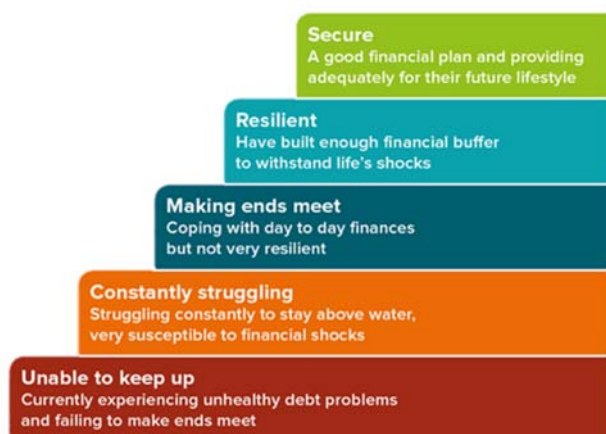 Secure
A good financial plan and providing
adequately for their future lifestyle
Resilient
Have built enough financial buffer
to withstand life's shocks
Making ends meet
Coping with day to day finances
but not very resilient
Constantly struggling
Struggling constantly to stay above water,
very susceptible to financial shocks
Unable to keep up
Currently experiencing unhealthy debt problems
and failing to make ends meet